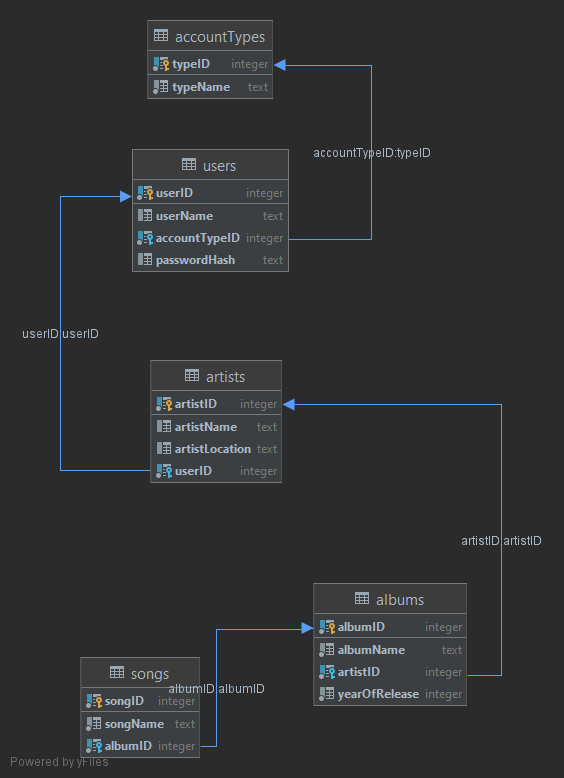 accountTypes
typeID integer
typeName text
accountTypeID:typeID
users
userID integer
userName text
accountTypeID integer
passwordHash text
userID:userID
artists
artistID integer
artistName text
artistLocation text
userID integer
artistID:artistID
albums
albumID integer
albumName text
artistID integer
yearOfRelease integer
songs
albumID:albumID
songID integer
songName text
albumID integer
Powered by yFiles